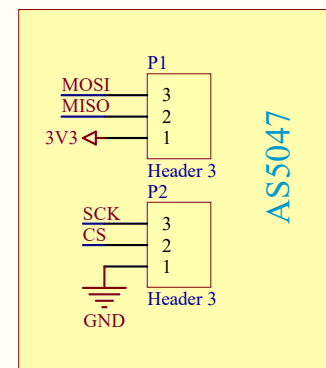 P1
MOSI 3
MISO 2
3V3 1
Header 3
P2
SCK 3
CS 2
1
Header 3
GND
AS5047